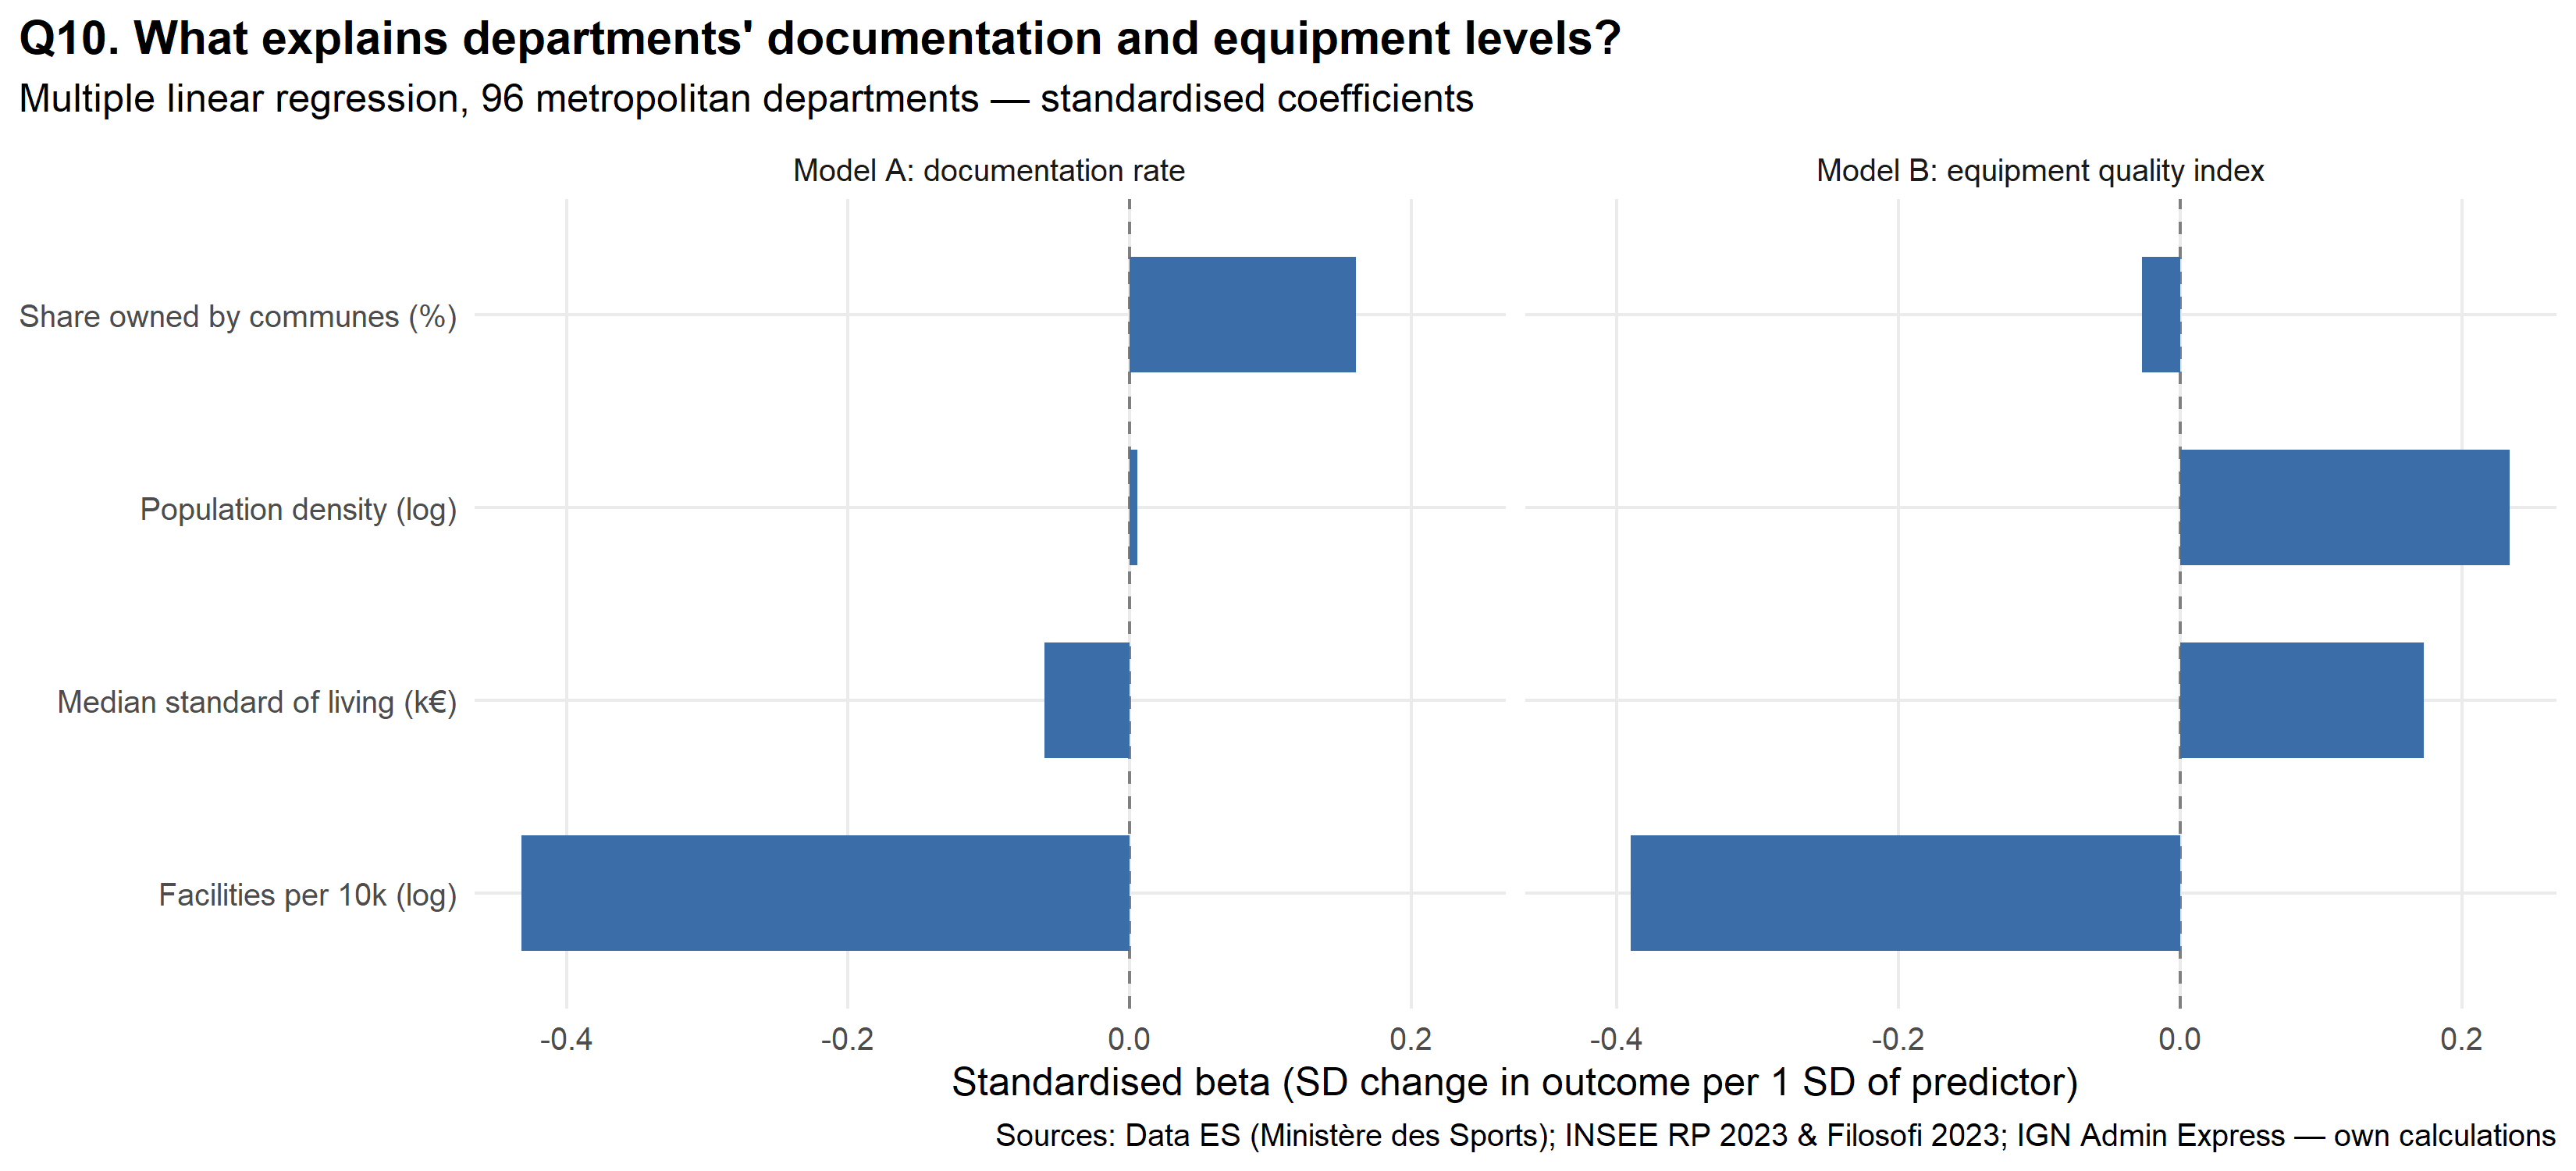 Q10. What explains departments' documentation and equipment levels?
Multiple linear regression, 96 metropolitan departments — standardised coefficients
Model A: documentation rate
Model B: equipment quality index
Share owned by communes (%)
Population density (log)
Median standard of living (k€)
Facilities per 10k (log)
-0.4 -0.2 0.0 0.2 -0.4 -0.2 0.0 0.2
Standardised beta (SD change in outcome per 1 SD of predictor)
Sources: Data ES (Ministère des Sports); INSEE RP 2023 & Filosofi 2023; IGN Admin Express — own calculations